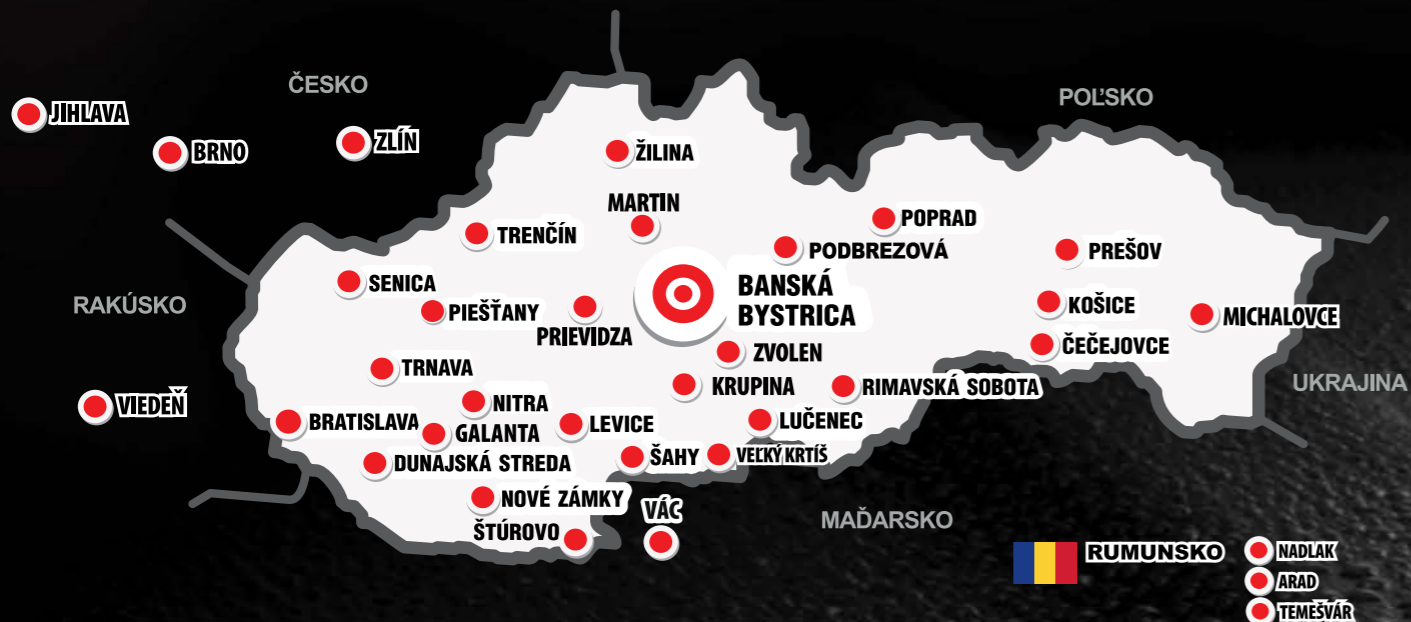 ČESKO
POĽSKO
JIHLAVA
BRNO
ZLÍN
ŽILINA
MARTIN
TRENČÍN
POPRAD
PODBREZOVÁ
PREŠOV
SENICA
RAKÚSKO
PIEŠŤANY
PRIEVIDZA
BANSKÁ
BYSTRICA
KOŠICE
MICHALOVCE
ČEČEJOVCE
ZVOLEN
TRNAVA
KRUPINA
RIMAVSKÁ SOBOTA
UKRAJINA
VIEDEŇ
NITRA
BRATISLAVA
LEVICE
LUČENEC
GALANTA
DUNAJSKÁ STREDA
ŠAHY
VEĽKÝ KRTÍŠ
NOVÉ ZÁMKY
VÁC
ŠTÚROVO
MAĎARSKO
RUMUNSKO
NADLAK
ARAD
TEMEŠVÁR